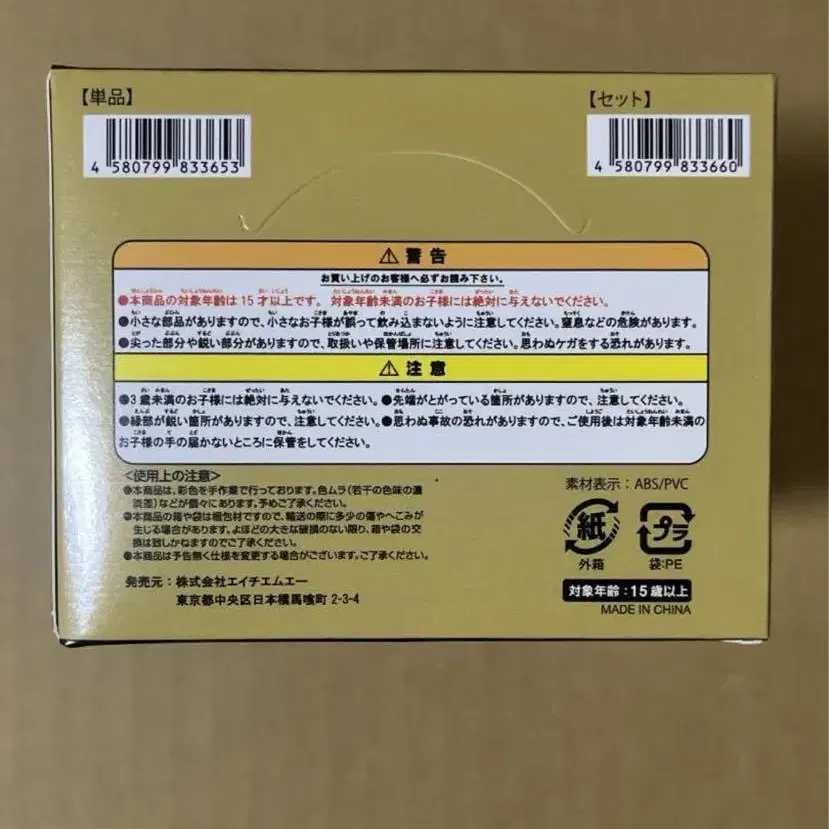 【単品】
【セット】
4 580799 833653
4 580799 833660
⚠警告
お買い上げのお客様へ必ずお読み下さい。
●本商品の対象年齢は15才以上です。対象年齢未満のお子様には絶対に与えないでください。
●小さな部品がありますので、小さなお子様が誤って飲み込まないように注意してください。窒息などの危険があります。
●尖った部分や鋭い部分がありますので、取扱いや保管場所に注意してください。思わぬケガをする恐れがあります。
⚠注意
●3歳未満のお子様には絶対に与えないでください。●先端がとがっている箇所がありますので、注意してください。
●縁部が鋭い箇所がありますので、注意してください。●思わぬ事故の恐れがありますので、ご使用後は対象年齢未満の
お子様の手の届かないところに保管をしてください。
＜使用上の注意＞
●本商品は、彩色を手作業で行っております。色ムラ(若干の色味の濃
淡差)などが個々にあります。予めご了承ください。
●本商品の箱や袋は梱包材ですので、輸送の際に多少の傷やへこみが
生じる場合があります。よほどの大きな破損のない限り、箱や袋の交
換は致しかねますのでご了承ください。
●本商品は予告無く仕様を変更する場合がございます。ご了承ください。
発売元：株式会社エイチエムエー
東京都中央区日本橋馬喰町 2-3-4
素材表示：ABS/PVC
紙
プラ
外箱
袋:PE
対象年齢：15歳以上
MADE IN CHINA